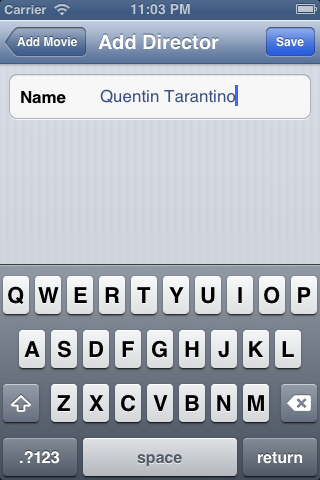 Carrier 11:03 PM
Add Movie Add Director Save
Name Quentin Tarantino
Q W E R T Y U I O P
A S D F G H J K L
Z X C V B N M
.?123 space return